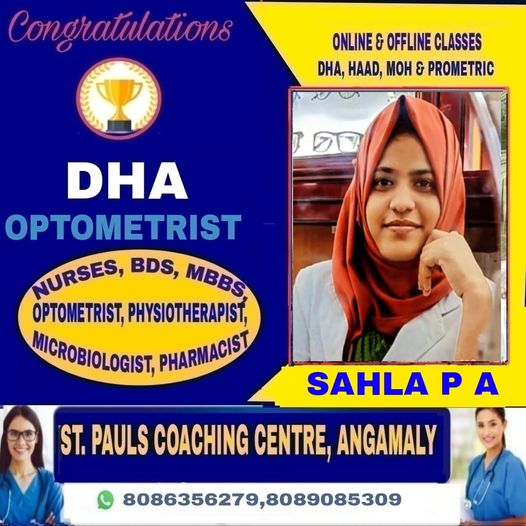 Congratulations
ONLINE & OFFLINE CLASSES
DHA, HAAD, MOH & PROMETRIC
DHA
OPTOMETRIST
NURSES, BDS, MBBS,
OPTOMETRIST, PHYSIOTHERAPIST,
MICROBIOLOGIST, PHARMACIST
SAHLA P A
ST. PAULS COACHING CENTRE, ANGAMALY
8086356279,8089085309